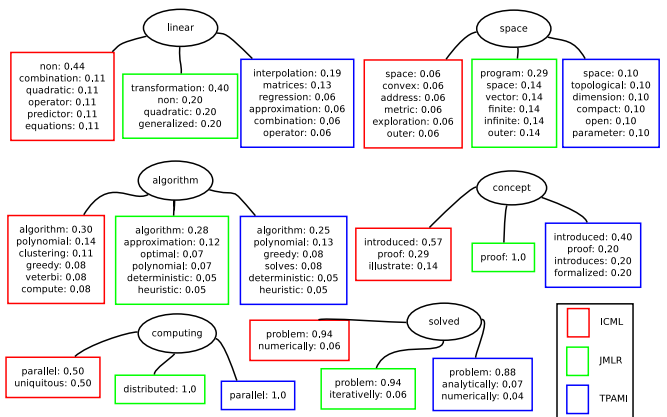 linear
non: 0.44
combination: 0,11
quadratic: 0,11
operator: 0,11
predictor: 0,11
equations: 0,11
transformation: 0,40
non: 0,20
quadratic: 0.20
generalized: 0.20
interpolation: 0,19
matrices: 0,13
regression: 0.06
approximation: 0,06
combination: 0,06
operator: 0.06
space
space: 0.06
convex: 0.06
address: 0.06
metric: 0.06
exploration: 0.06
outer: 0.06
program: 0.29
space: 0.14
vector: 0,14
finite: 0,14
infinite: 0,14
outer: 0.14
space: 0.10
topological: 0,10
dimension: 0,10
compact: 0,10
open: 0,10
parameter: 0,10
algorithm
algorithm: 0.30
polynomial: 0.14
clustering: 0.11
greedy: 0.08
veterbi: 0,08
compute: 0,08
algorithm: 0.28
approximation: 0,12
optimal: 0.07
polynomial: 0,07
deterministic: 0,05
heuristic: 0.05
algorithm: 0.25
polynomial: 0,13
greedy: 0,08
solves: 0,08
deterministic: 0,05
heuristic: 0,05
concept
introduced: 0,57
proof: 0,29
illustrate: 0,14
proof: 1,0
introduced: 0,40
proof: 0,20
introduces: 0,20
formalized: 0.20
computing
parallel: 0,50
uniquitous: 0,50
distributed: 1,0
parallel: 1,0
solved
problem: 0,94
numerically: 0,06
problem: 0,94
iterativelly: 0.06
problem: 0.88
analytically: 0.07
numerically: 0,04
ICML
JMLR
TPAMI